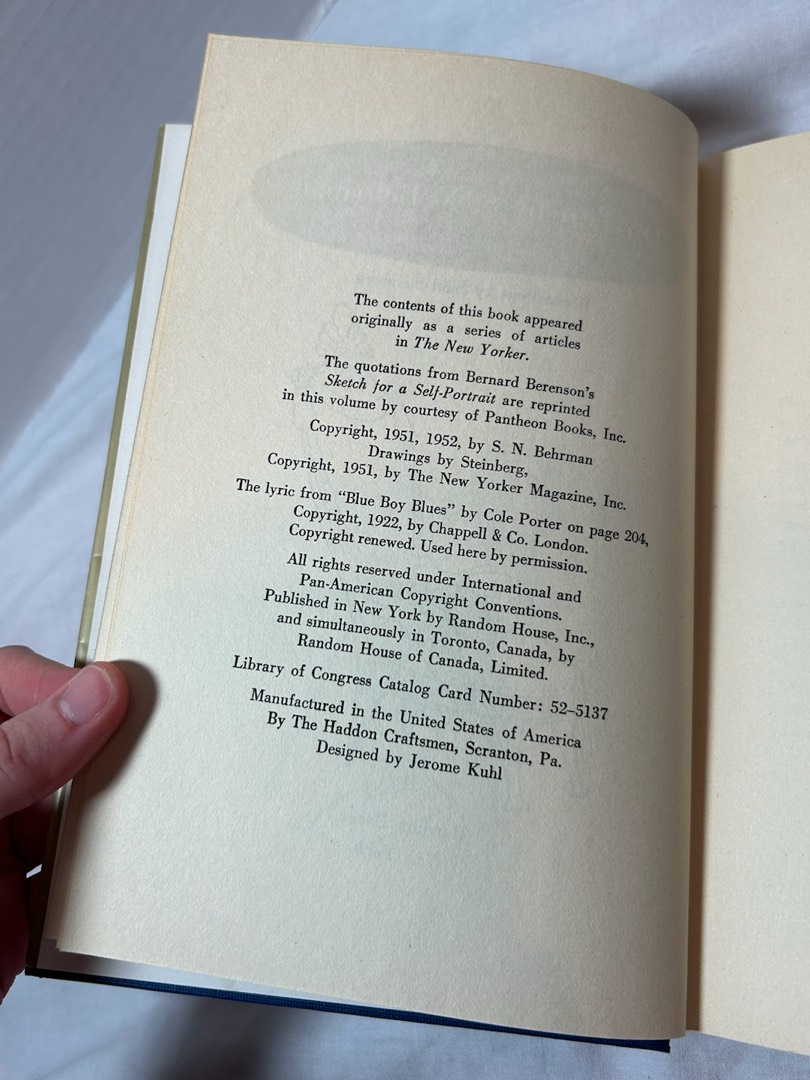 The contents of this book appeared
originally as a series of articles
in The New Yorker.
The quotations from Bernard Berenson's
Sketch for a Self-Portrait are reprinted
in this volume by courtesy of Pantheon Books, Inc.
Copyright, 1951, 1952, by S. N. Behrman
Drawings by Steinberg,
Copyright, 1951, by The New Yorker Magazine, Inc.
The lyric from "Blue Boy Blues" by Cole Porter on page 204,
Copyright, 1922, by Chappell & Co. London.
Copyright renewed. Used here by permission.
All rights reserved under International and
Pan-American Copyright Conventions.
Published in New York by Random House, Inc.,
and simultaneously in Toronto, Canada, by
Random House of Canada, Limited.
Library of Congress Catalog Card Number: 52–5137
Manufactured in the United States of America
By The Haddon Craftsmen, Scranton, Pa.
Designed by Jerome Kuhl